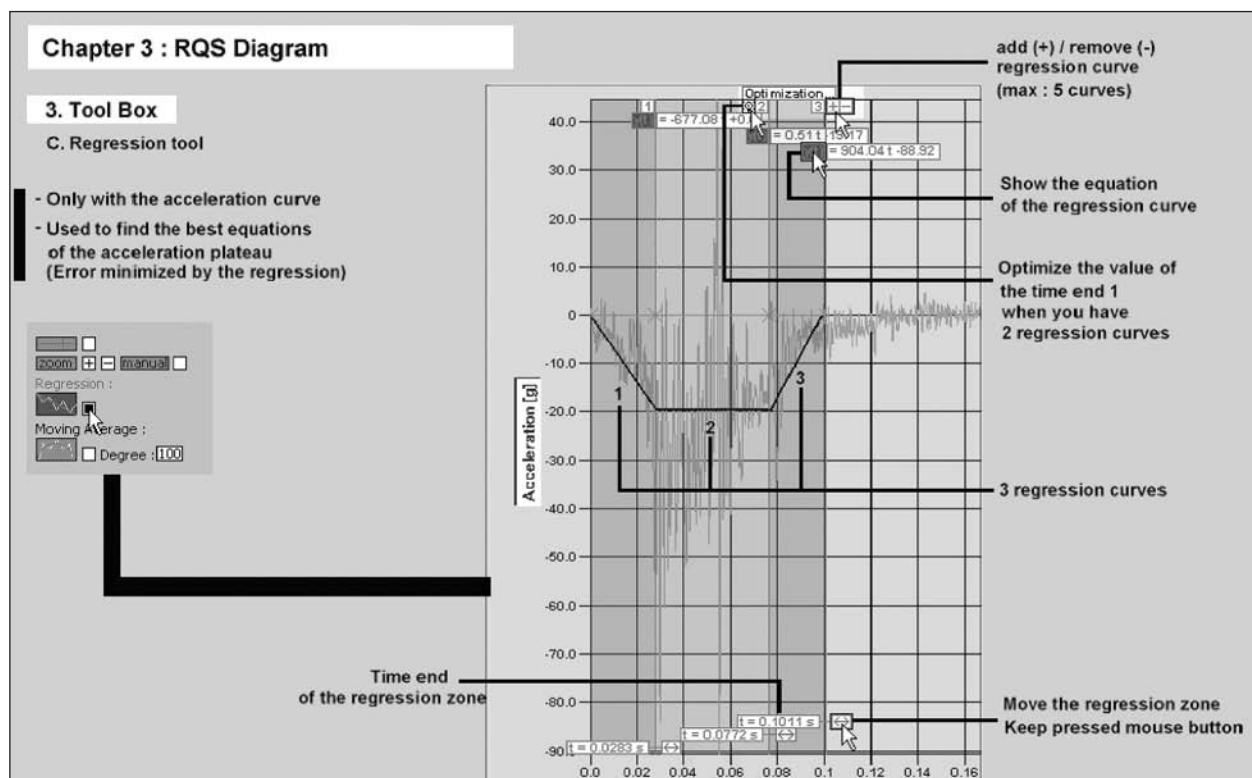 Chapter 3 : RQS Diagram
3. Tool Box
C. Regression tool
- Only with the acceleration curve
- Used to find the best equations
of the acceleration plateau
(Error minimized by the regression)
zoom + − manual
Regression :
Moving Average :
Degree : 100
add (+) / remove (-)
regression curve
(max : 5 curves)
Show the equation
of the regression curve
Optimize the value of
the time end 1
when you have
2 regression curves
3 regression curves
Move the regression zone
Keep pressed mouse button
Time end
of the regression zone
Optimization
1
2
3 + −
= -677.08
= 0.51 t
= 904.04 t -88.92
Acceleration [g]
40.0
30.0
20.0
10.0
0
-10.0
-20.0
-30.0
-40.0
-50.0
-60.0
-70.0
-80.0
-90
1
2
3
t = 0.1011 s
t = 0.0772 s
t = 0.0283 s
0.0 0.02 0.04 0.06 0.08 0.1 0.12 0.14 0.16